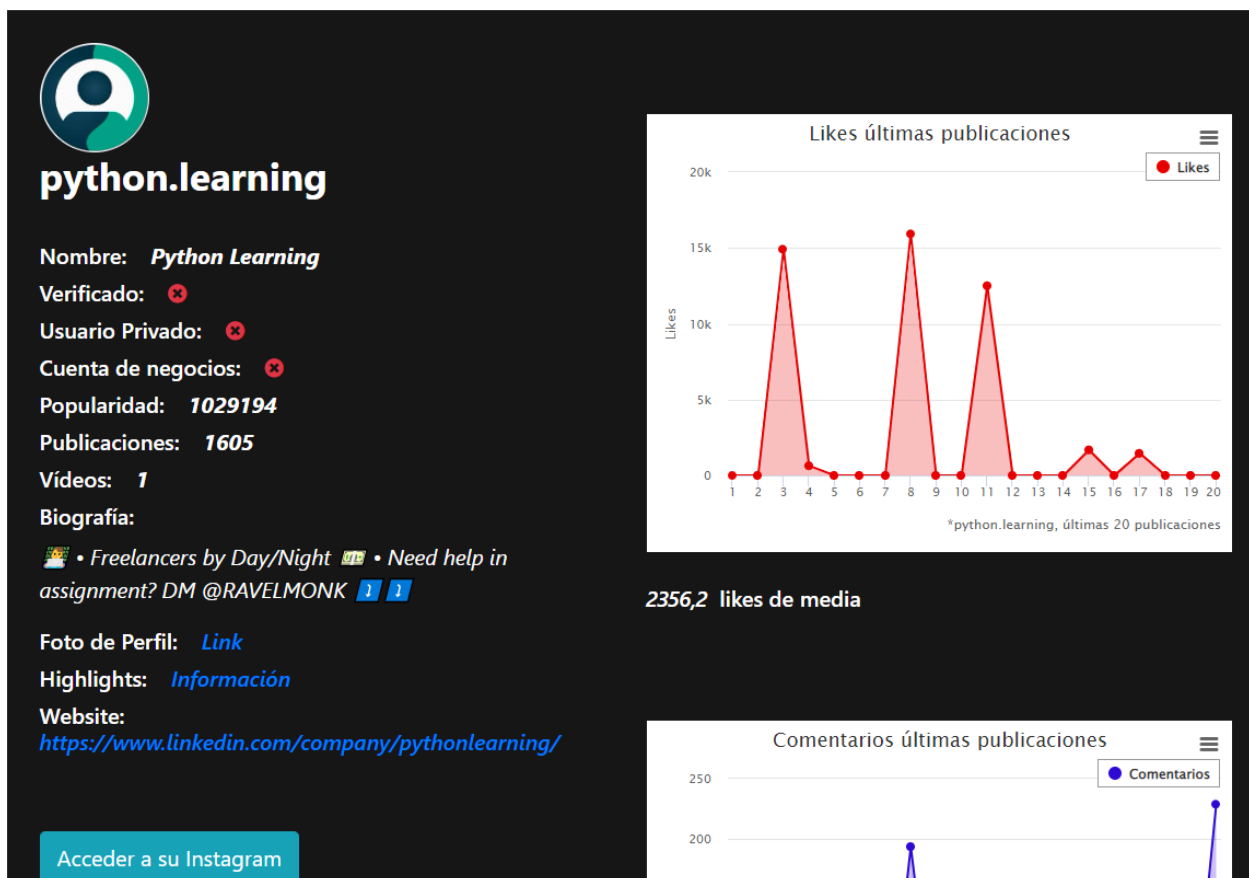 python.learning
Nombre: Python Learning
Verificado:
Usuario Privado:
Cuenta de negocios:
Popularidad: 1029194
Publicaciones: 1605
Vídeos: 1
Biografía:
👨‍💻 • Freelancers by Day/Night 💵 • Need help in
assignment? DM @RAVELMONK ⤵️⤵️
Foto de Perfil: Link
Highlights: Información
Website:
https://www.linkedin.com/company/pythonlearning/
Acceder a su Instagram
Likes últimas publicaciones
Likes
20k
15k
10k
5k
0
Likes
1 2 3 4 5 6 7 8 9 10 11 12 13 14 15 16 17 18 19 20
*python.learning, últimas 20 publicaciones
2356,2 likes de media
Comentarios últimas publicaciones
Comentarios
250
200